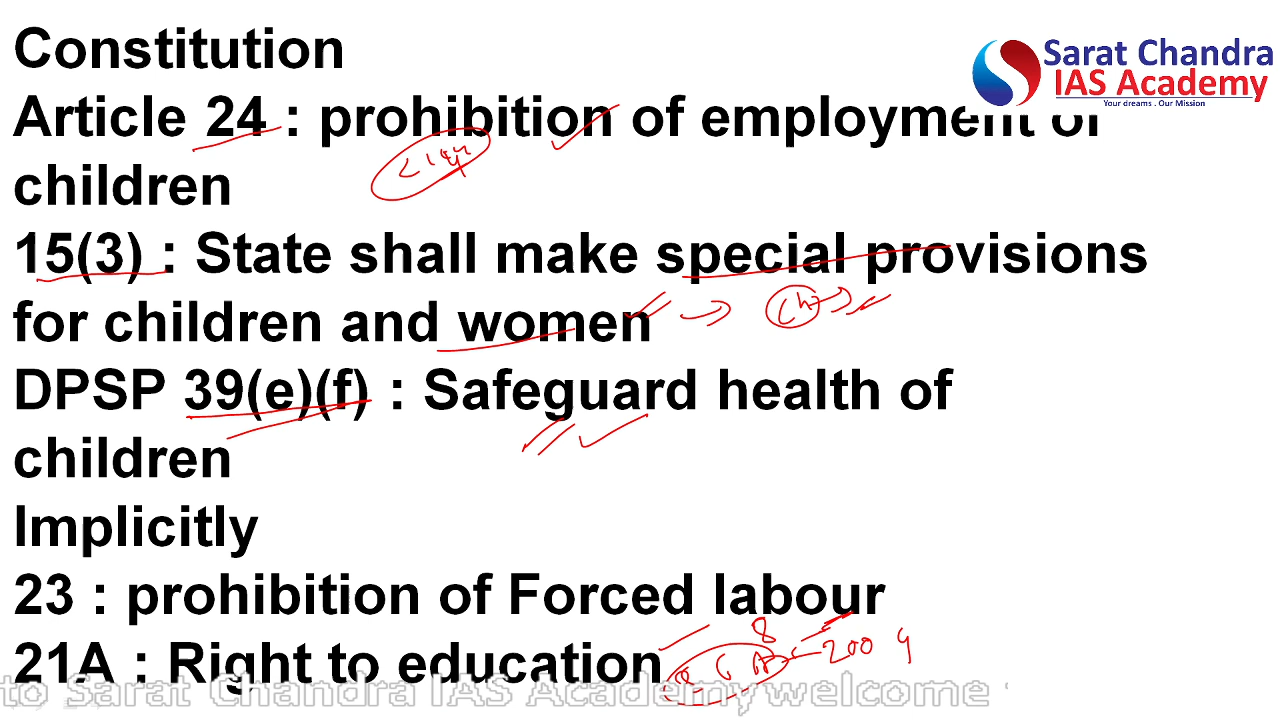 Constitution
Sarat Chandra
IAS Academy
Your dreams . Our Mission
Article 24 : prohibition of employment of
children
15(3) : State shall make special provisions
for children and women
DPSP 39(e)(f) : Safeguard health of
children
Implicitly
23 : prohibition of Forced labour
8
21A : Right to education
2009
to Sarat Chandra IAS Academy welcome